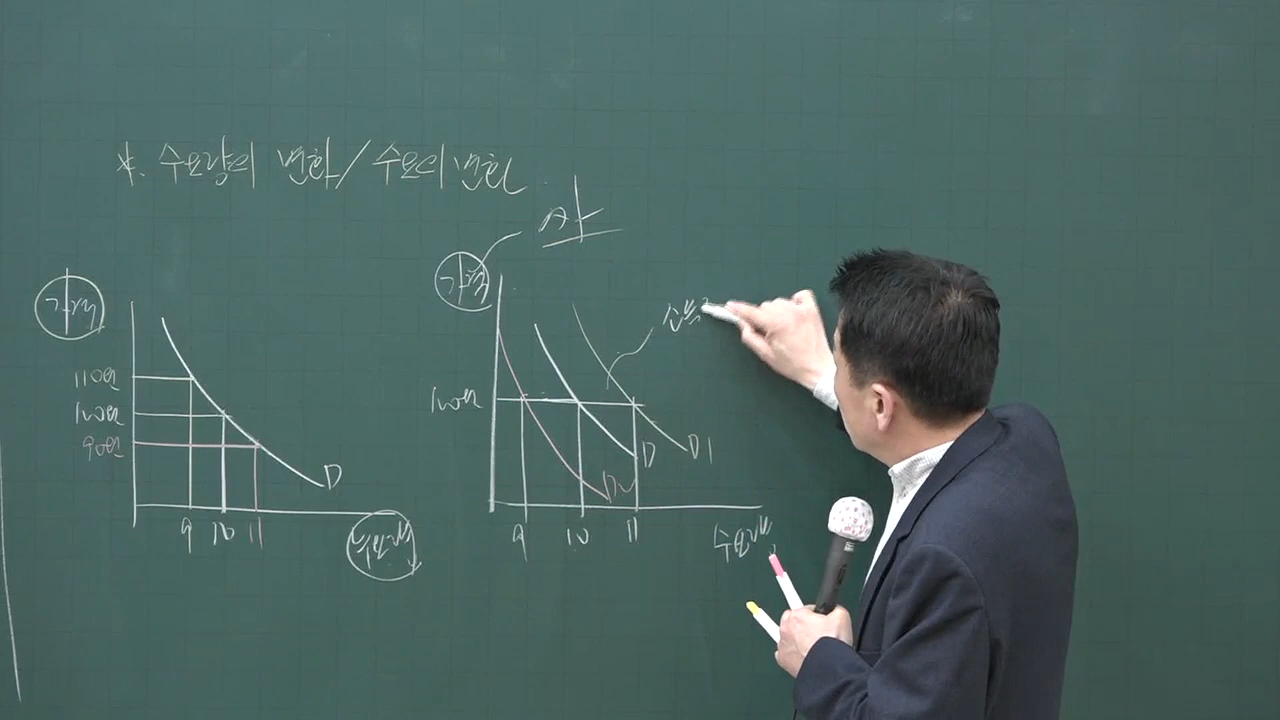 *. 수요량의 변화/수요의 변화
가격
110원
100원
90원
D
9 10 11
수요량
가격
100원
D
D1
9 10 11
수요량
소득